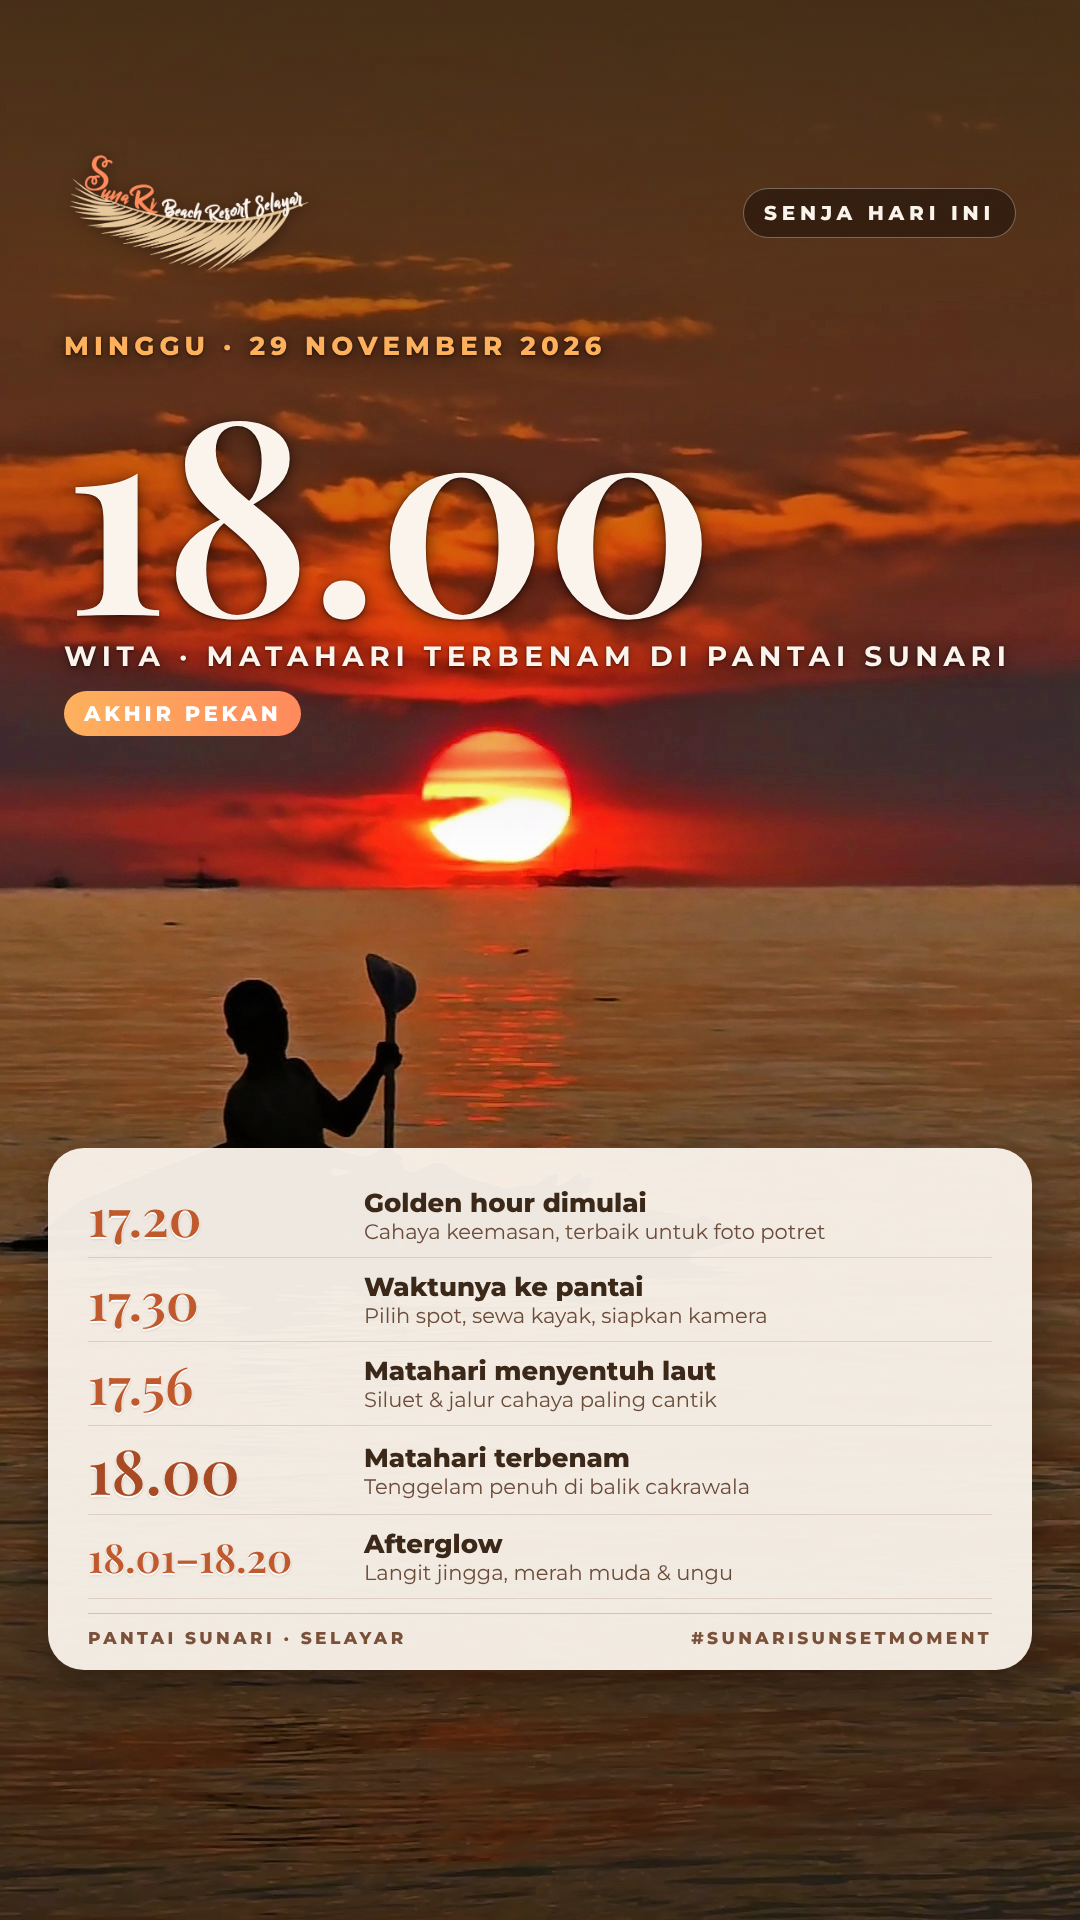 SunaRi Beach Resort Selayar
SENJA HARI INI
MINGGU · 29 NOVEMBER 2026
18.00
WITA · MATAHARI TERBENAM DI PANTAI SUNARI
AKHIR PEKAN
17.20
Golden hour dimulai
Cahaya keemasan, terbaik untuk foto potret
17.30
Waktunya ke pantai
Pilih spot, sewa kayak, siapkan kamera
17.56
Matahari menyentuh laut
Siluet & jalur cahaya paling cantik
18.00
Matahari terbenam
Tenggelam penuh di balik cakrawala
18.01–18.20
Afterglow
Langit jingga, merah muda & ungu
PANTAI SUNARI · SELAYAR
#SUNARISUNSETMOMENT